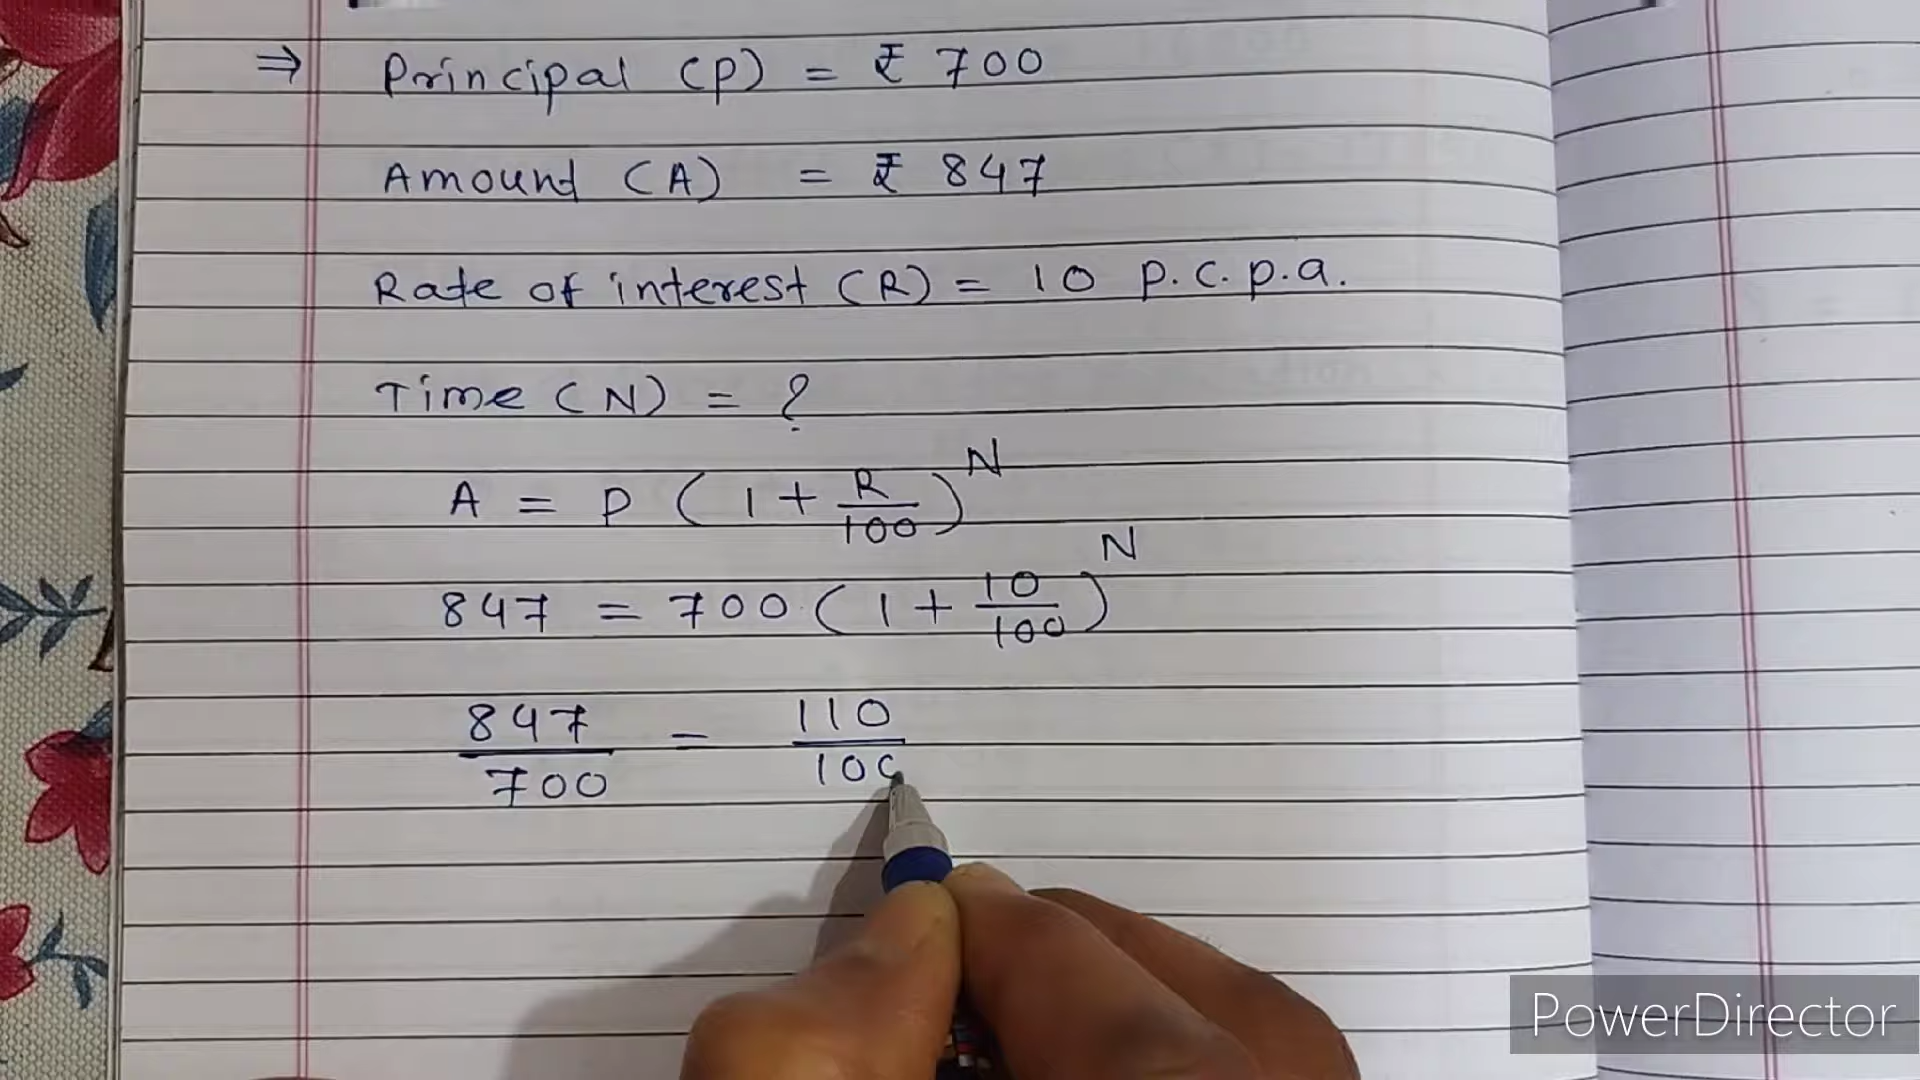 ⇒ Principal (P) = ₹ 700
Amount (A) = ₹ 847
Rate of interest (R) = 10 p.c.p.a.
Time (N) = ?
A = P (1 + R/100)^N
847 = 700 (1 + 10/100)^N
847/700 = 110/100
PowerDirector